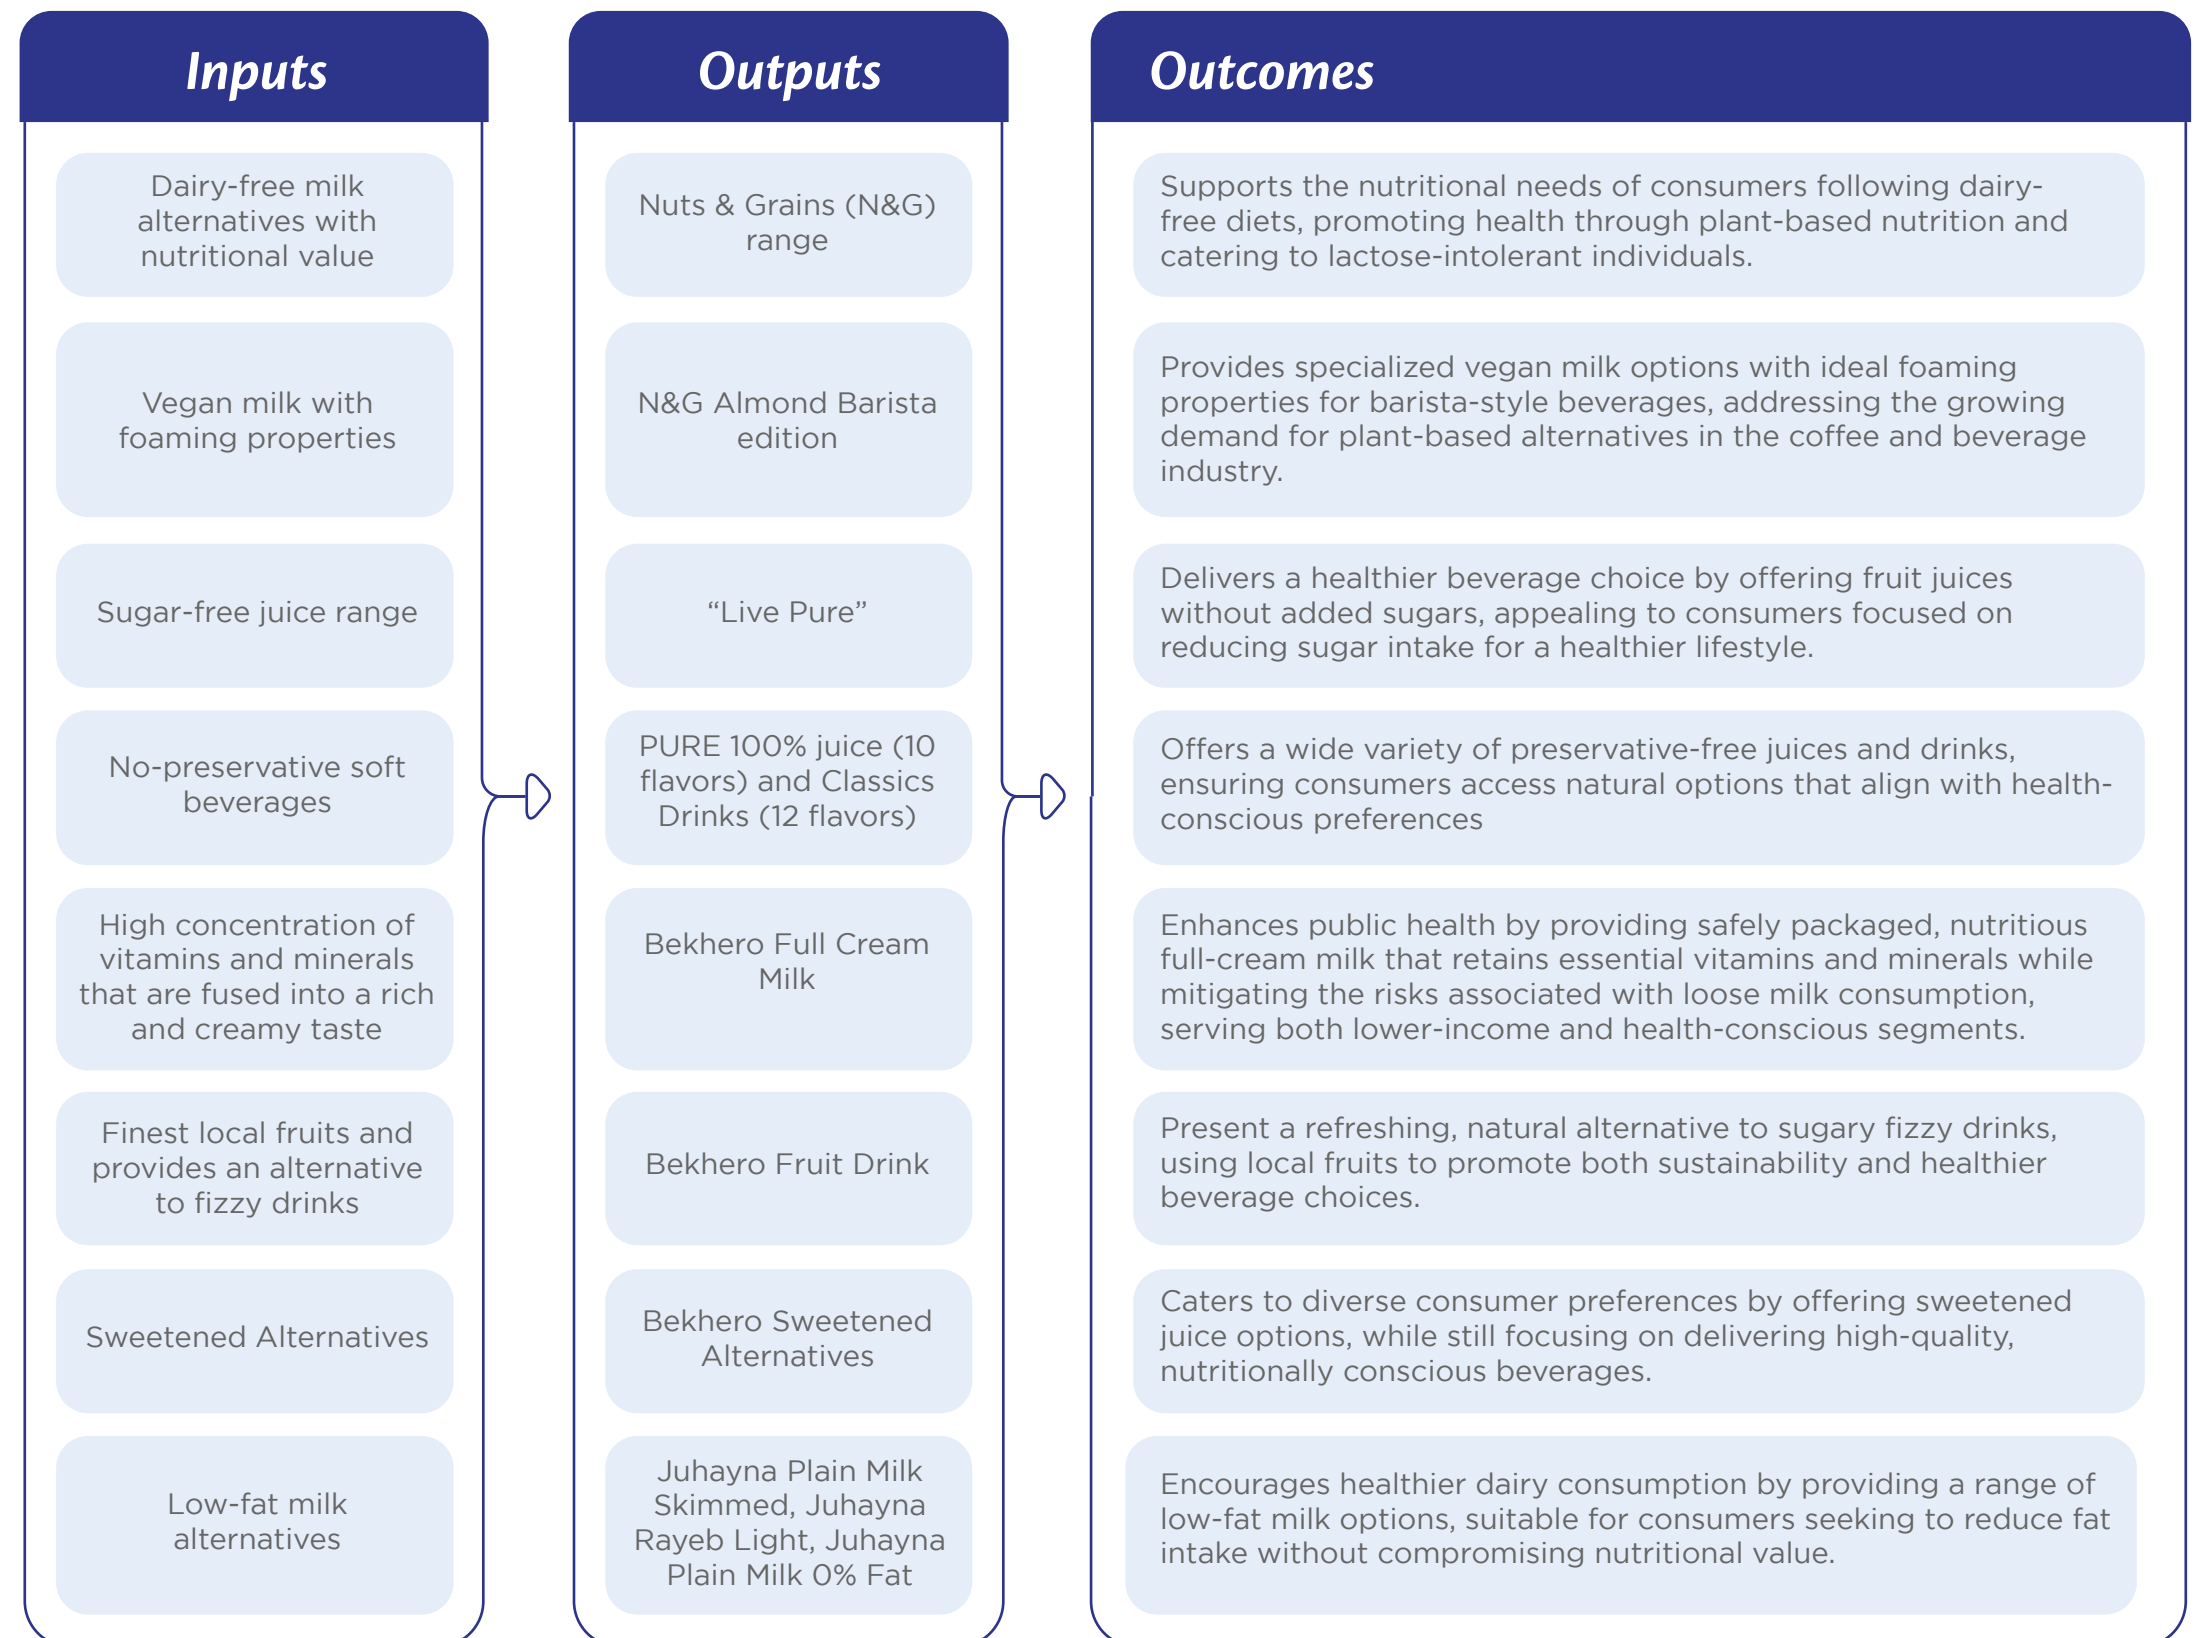 Inputs
Outputs
Outcomes
Dairy-free milk
alternatives with
nutritional value
Nuts & Grains (N&G)
range
Supports the nutritional needs of consumers following dairy-
free diets, promoting health through plant-based nutrition and
catering to lactose-intolerant individuals.
Vegan milk with
foaming properties
N&G Almond Barista
edition
Provides specialized vegan milk options with ideal foaming
properties for barista-style beverages, addressing the growing
demand for plant-based alternatives in the coffee and beverage
industry.
Sugar-free juice range
“Live Pure”
Delivers a healthier beverage choice by offering fruit juices
without added sugars, appealing to consumers focused on
reducing sugar intake for a healthier lifestyle.
No-preservative soft
beverages
PURE 100% juice (10
flavors) and Classics
Drinks (12 flavors)
Offers a wide variety of preservative-free juices and drinks,
ensuring consumers access natural options that align with health-
conscious preferences
High concentration of
vitamins and minerals
that are fused into a rich
and creamy taste
Bekhero Full Cream
Milk
Enhances public health by providing safely packaged, nutritious
full-cream milk that retains essential vitamins and minerals while
mitigating the risks associated with loose milk consumption,
serving both lower-income and health-conscious segments.
Finest local fruits and
provides an alternative
to fizzy drinks
Bekhero Fruit Drink
Present a refreshing, natural alternative to sugary fizzy drinks,
using local fruits to promote both sustainability and healthier
beverage choices.
Sweetened Alternatives
Bekhero Sweetened
Alternatives
Caters to diverse consumer preferences by offering sweetened
juice options, while still focusing on delivering high-quality,
nutritionally conscious beverages.
Low-fat milk
alternatives
Juhayna Plain Milk
Skimmed, Juhayna
Rayeb Light, Juhayna
Plain Milk 0% Fat
Encourages healthier dairy consumption by providing a range of
low-fat milk options, suitable for consumers seeking to reduce fat
intake without compromising nutritional value.